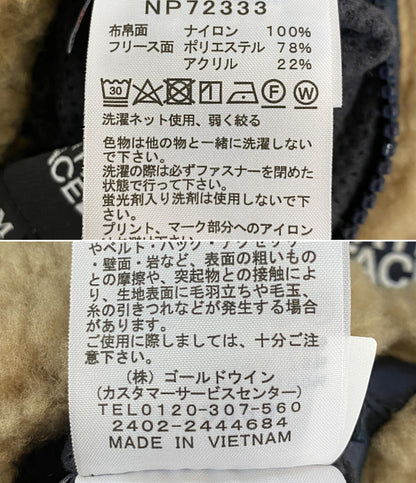 NP72333
布帛面 ナイロン 100%
フリース面 ポリエステル 78%
アクリル 22%
30
洗濯ネット使用、弱く絞る
色物は他の物と一緒に洗濯しない
で下さい。
洗濯の際は必ずファスナーを閉めた
状態で行って下さい。
蛍光剤入り洗剤は使用しないで
下さい。
プリント、マーク部分へのアイロン
FACE
やベルト・バッグ・アクセサリ
・壁面・岩など、表面の粗いもの
との摩擦や、突起物との接触によ
り、生地表面に毛羽立ちや毛玉、
糸の引きつれなどが発生する場合
があります。
ご使用に際しましては、十分ご注
意下さい。
(株) ゴールドウイン
(カスタマーサービスセンター)
TEL0120-307-560
2402-2444684
MADE IN VIETNAM